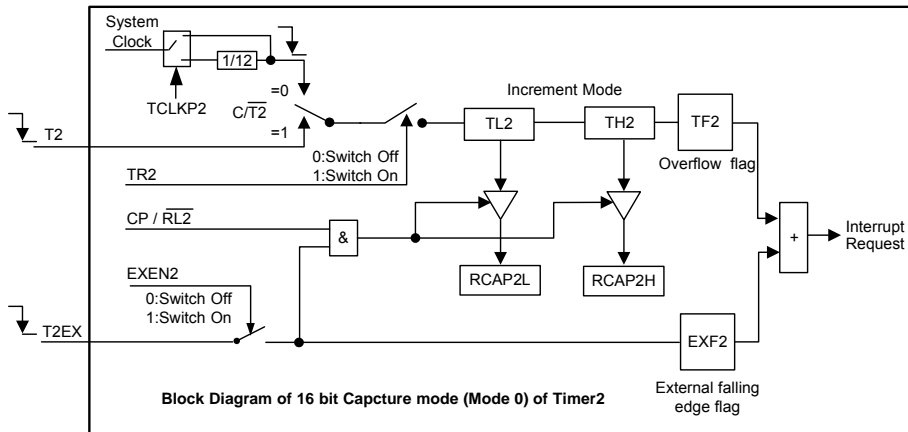 System
Clock
1/12
TCLKP2
=0
C/T2
=1
T2
Increment Mode
TL2
TH2
TF2
Overflow flag
0:Switch Off
1:Switch On
TR2
CP / RL2
&
+
Interrupt
Request
RCAP2L
RCAP2H
EXEN2
0:Switch Off
1:Switch On
T2EX
EXF2
External falling
edge flag
Block Diagram of 16 bit Capcture mode (Mode 0) of Timer2